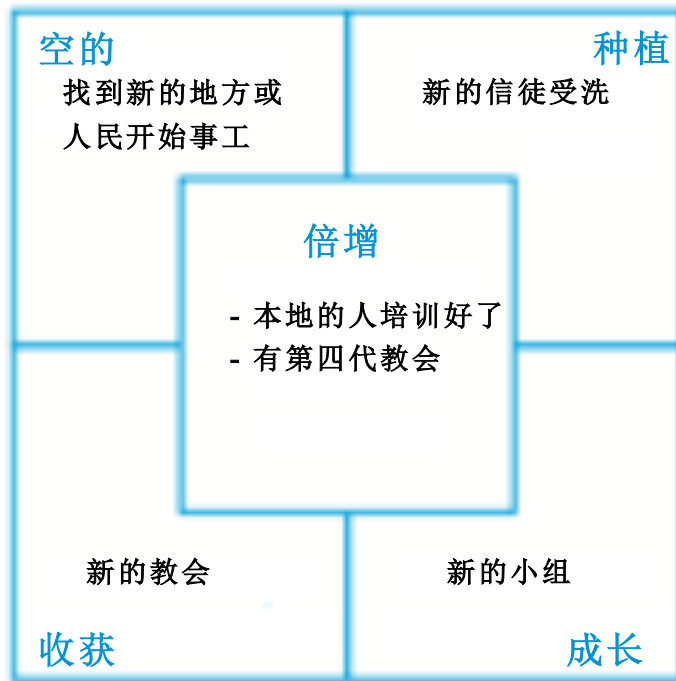 空的
找到新的地方或
人民开始事工
种植
新的信徒受洗
倍增
- 本地的人培训好了
- 有第四代教会
新的教会
收获
新的小组
成长